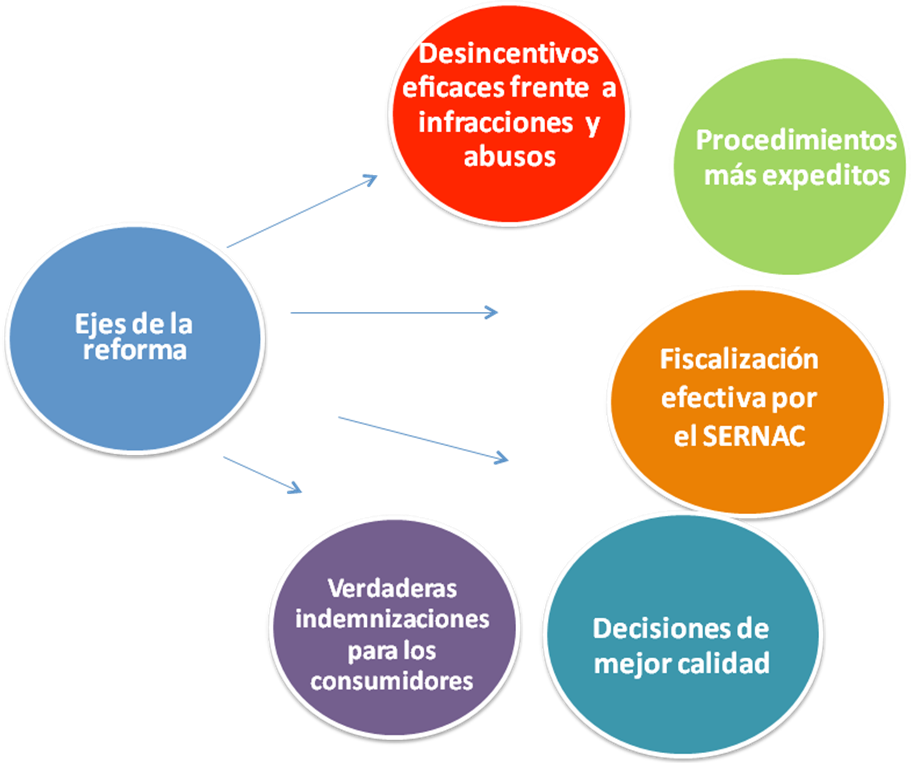 Ejes de la
reforma
Desincentivos
eficaces frente a
infracciones y
abusos
Procedimientos
más expeditos
Fiscalización
efectiva por
el SERNAC
Decisiones de
mejor calidad
Verdaderas
indemnizaciones
para los
consumidores